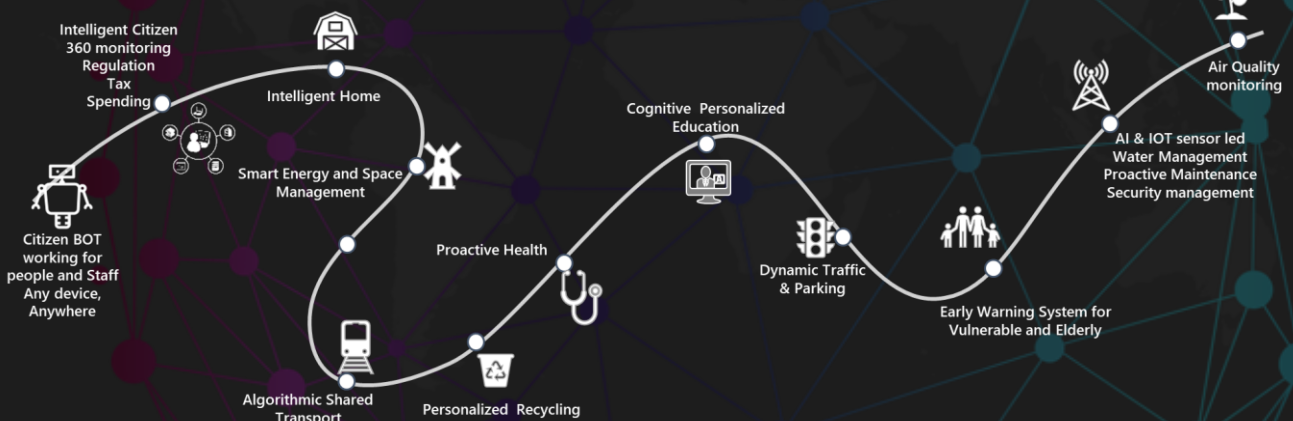 Intelligent Citizen
360 monitoring
Regulation
Tax
Spending
Intelligent Home
Smart Energy and Space
Management
Citizen BOT
working for
people and Staff
Any device,
Anywhere
Algorithmic Shared
Transport
Personalized Recycling
Proactive Health
Cognitive Personalized
Education
Dynamic Traffic
& Parking
Early Warning System for
Vulnerable and Elderly
AI & IOT sensor led
Water Management
Proactive Maintenance
Security management
Air Quality
monitoring